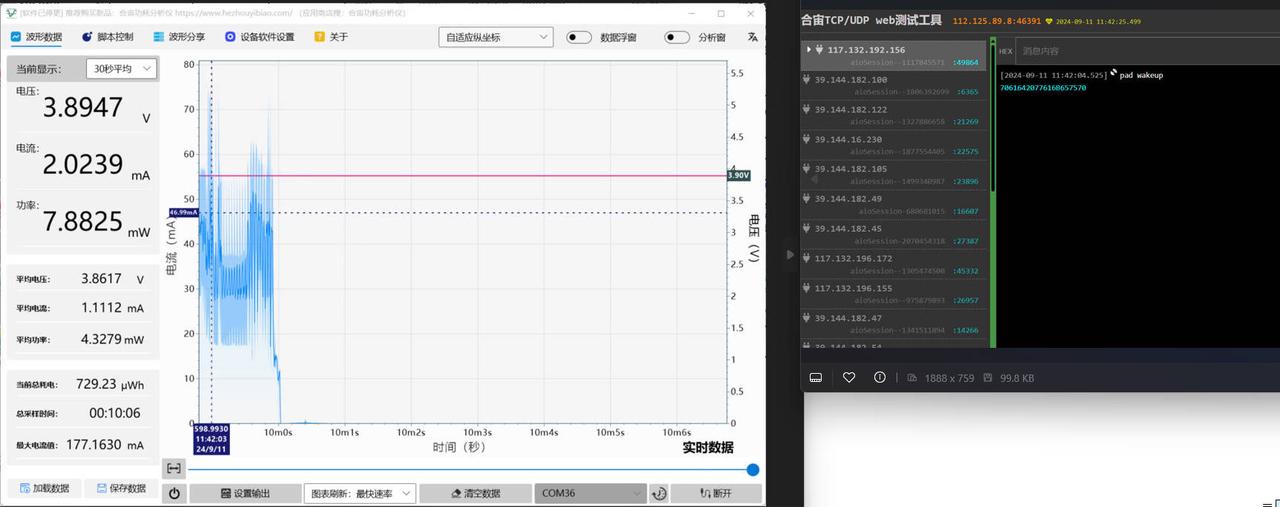 [软件已停更] 推荐购买新品：合宙功耗分析仪 https://www.hezhouyibiao.com/ （应用商店搜：合宙功耗分析仪）
波形数据 脚本控制 波形分享 设备软件设置 关于 自适应纵坐标 数据浮窗 分析窗
当前显示： 30秒平均
电压：
3.8947 V
电流：
2.0239 mA
功率：
7.8825 mW
平均电压： 3.8617 V
平均电流： 1.1112 mA
平均功率： 4.3279 mW
当前总耗电： 729.23 μWh
总采样时间： 00:10:06
最大电流值： 177.1630 mA
加载数据 保存数据
80
70
60
50
40
30
20
10
0
46.99mA
电流（mA）
5.5
5
4.5
4
3.90V
3.5
3
2.5
2
1.5
1
0.5
0
电压（V）
598.9930
11:42:03
24/9/11
10m0s 10m1s 10m2s 10m3s 10m4s 10m5s 10m6s
时间（秒）
实时数据
设置输出 图表刷新：最快速率 清空数据 COM36 断开
合宙TCP/UDP web测试工具 112.125.89.8:46391 2024-09-11 11:42:25.499
117.132.192.156
aioSession--1117045571 :49864
39.144.182.100
aioSession--1806392699 :6365
39.144.182.122
aioSession--1327886658 :21269
39.144.16.230
aioSession--1877554405 :22575
39.144.182.105
aioSession--1499340987 :23896
39.144.182.49
aioSession--680681015 :16607
39.144.182.45
aioSession--2070454318 :27387
117.132.196.172
aioSession--1305474500 :45332
117.132.196.155
aioSession--975879893 :26957
39.144.182.47
aioSession--1341511894 :14266
39.144.182.54
HEX 消息内容
[2024-09-11 11:42:04.525] pad wakeup
70616420776168657570
1888 x 759 99.8 KB